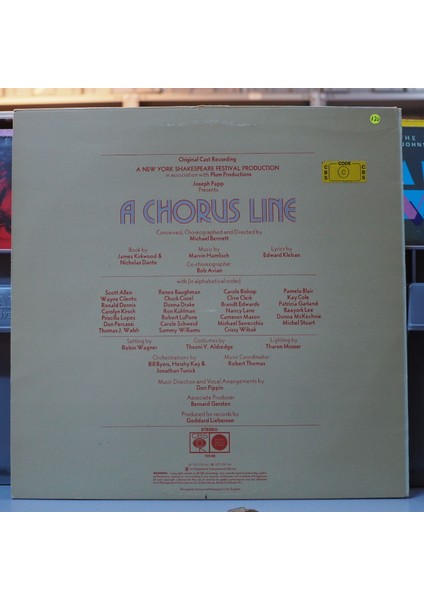 120
Original Cast Recording
A NEW YORK SHAKESPEARE FESTIVAL PRODUCTION
in association with Plum Productions
Joseph Papp
Presents
CODE
CBS
C
CBS
A CHORUS LINE
Conceived, Choreographed and Directed by
Michael Bennett
Book by
James Kirkwood &
Nicholas Dante
Music by
Marvin Hamlisch
Lyrics by
Edward Kleban
Co-choreographer
Bob Avian
with (in alphabetical order)
Scott Allen
Wayne Cilento
Ronald Dennis
Carolyn Kirsch
Priscilla Lopez
Don Percassi
Thomas J. Walsh
Renee Baughman
Chuck Cissel
Donna Drake
Ron Kuhlman
Robert LuPone
Carole Schweid
Sammy Williams
Carole Bishop
Clive Clerk
Brandt Edwards
Nancy Lane
Cameron Mason
Michael Serrecchia
Crissy Wilzak
Pamela Blair
Kay Cole
Patricia Garland
Baayork Lee
Donna McKechnie
Michel Stuart
Setting by
Robin Wagner
Costumes by
Theoni V. Aldredge
Lighting by
Tharon Musser
Orchestrations by
Bill Byers, Hershy Kay &
Jonathan Tunick
Music Coordinator
Robert Thomas
Music Direction and Vocal Arrangements by
Don Pippin
Associate Producer
Bernard Gersten
Produced for records by
Goddard Lieberson
STEREO
CBS
THE
JOHNS